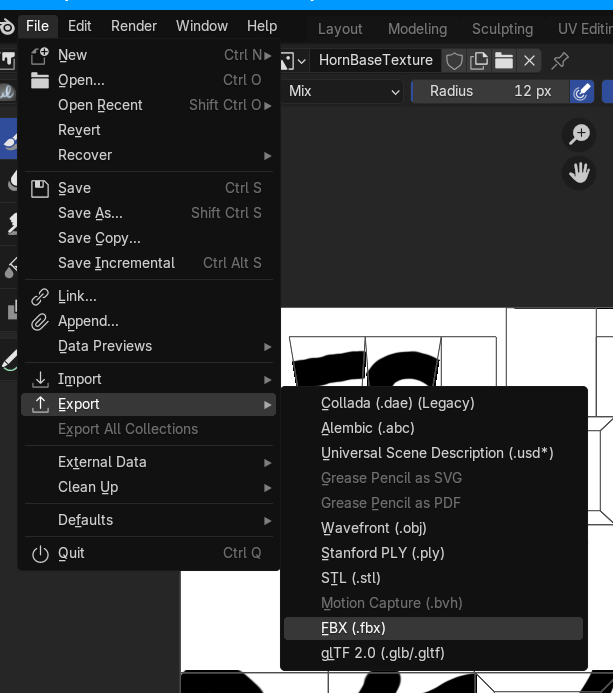 File Edit Render Window Help Layout Modeling Sculpting UV Editin
New Ctrl N
HornBaseTexture
Open... Ctrl O
Open Recent Shift Ctrl O
Mix Radius 12 px
Revert
Recover
Save Ctrl S
Save As... Shift Ctrl S
Save Copy...
Save Incremental Ctrl Alt S
Link...
Append...
Data Previews
Import
Export
Export All Collections
External Data
Clean Up
Defaults
Quit Ctrl Q
Collada (.dae) (Legacy)
Alembic (.abc)
Universal Scene Description (.usd*)
Grease Pencil as SVG
Grease Pencil as PDF
Wavefront (.obj)
Stanford PLY (.ply)
STL (.stl)
Motion Capture (.bvh)
FBX (.fbx)
glTF 2.0 (.glb/.gltf)